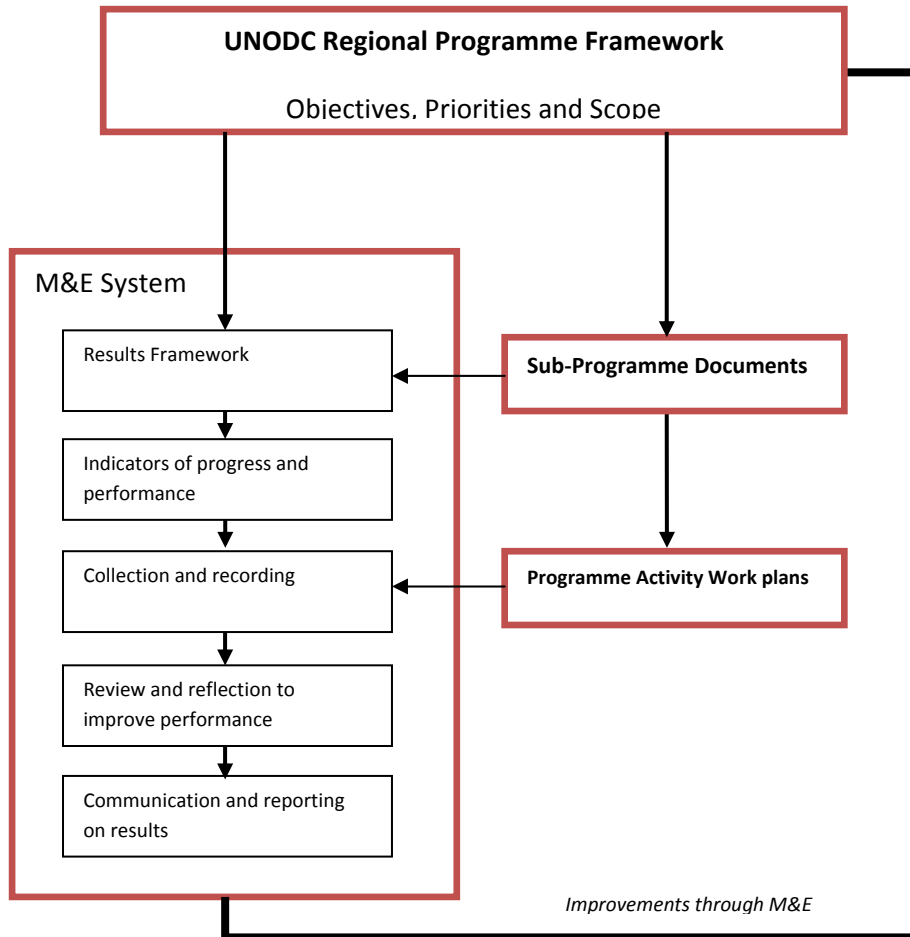 UNODC Regional Programme Framework
Objectives, Priorities and Scope
M&E System
Results Framework
Sub-Programme Documents
Indicators of progress and
performance
Collection and recording
Programme Activity Work plans
Review and reflection to
improve performance
Communication and reporting
on results
Improvements through M&E